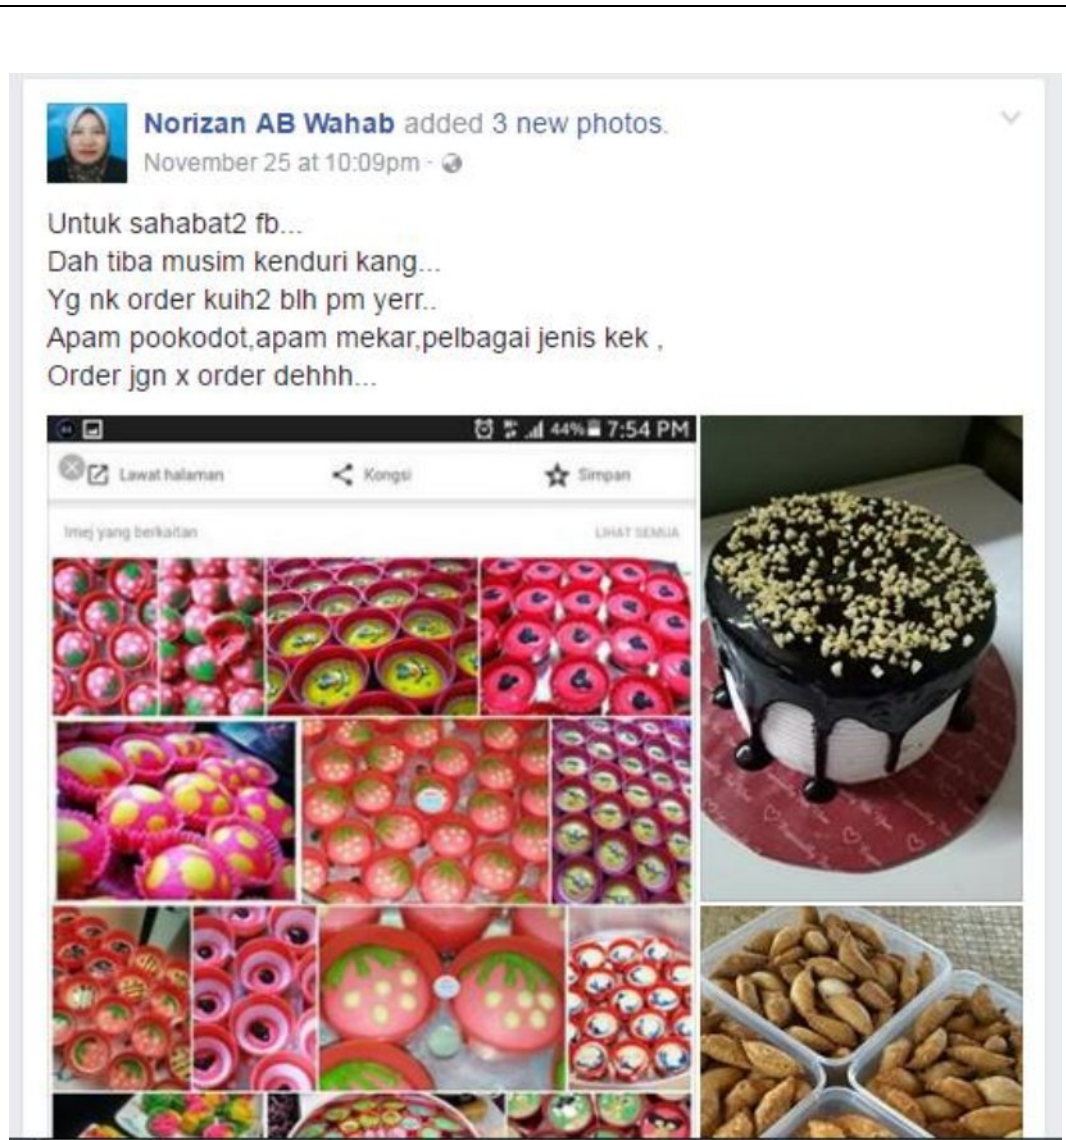 Norizan AB Wahab added 3 new photos.
November 25 at 10:09pm ·
Untuk sahabat2 fb...
Dah tiba musim kenduri kang...
Yg nk order kuih2 blh pm yerr..
Apam pookodot,apam mekar,pelbagai jenis kek ,
Order jgn x order dehhh...
44% 7:54 PM
Lawat halaman Kongsi Simpan
Imej yang berkaitan LIHAT SEMUA